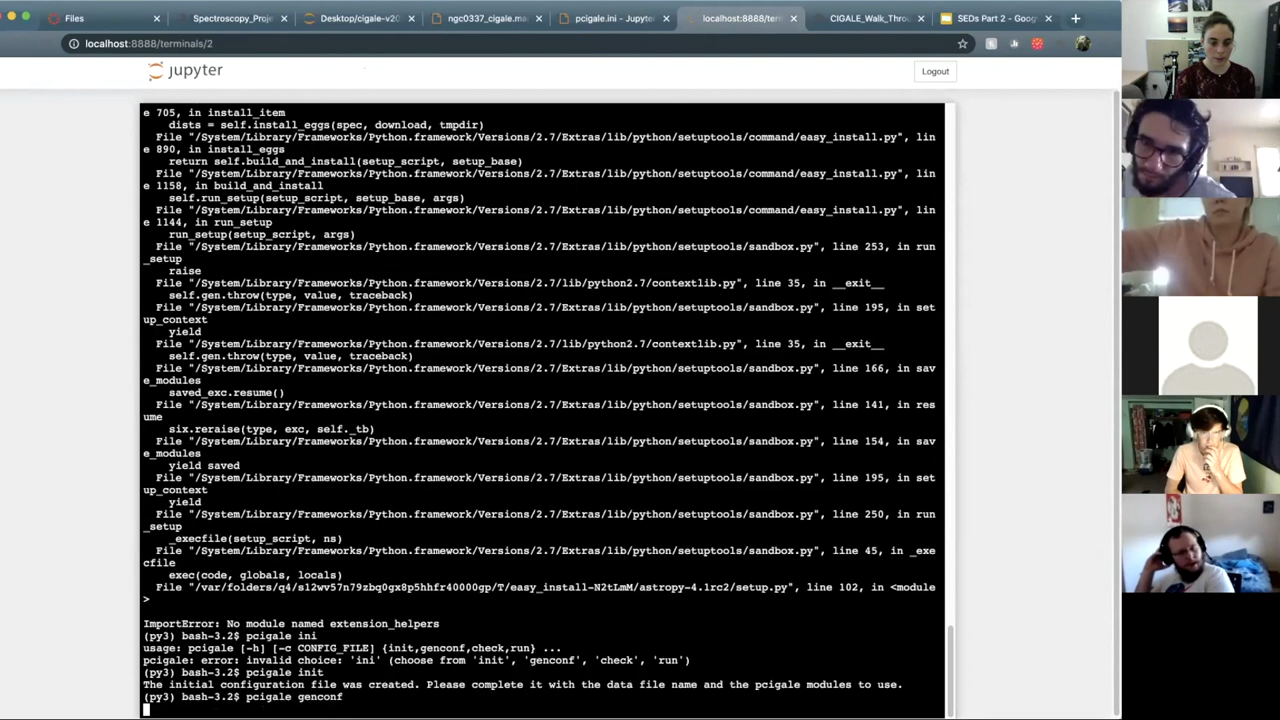 Files
Spectroscopy_Proje
Desktop/cigale-v20
ngc0337_cigale.ma
pcigale.ini - Jupyter
localhost:8888/term
CIGALE_Walk_Throu
SEDs Part 2 - Goog
localhost:8888/terminals/2
jupyter
Logout
e 705, in install_item
dists = self.install_eggs(spec, download, tmpdir)
File "/System/Library/Frameworks/Python.framework/Versions/2.7/Extras/lib/python/setuptools/command/easy_install.py", lin
e 890, in install_eggs
return self.build_and_install(setup_script, setup_base)
File "/System/Library/Frameworks/Python.framework/Versions/2.7/Extras/lib/python/setuptools/command/easy_install.py", lin
e 1158, in build_and_install
self.run_setup(setup_script, setup_base, args)
File "/System/Library/Frameworks/Python.framework/Versions/2.7/Extras/lib/python/setuptools/command/easy_install.py", lin
e 1144, in run_setup
run_setup(setup_script, args)
File "/System/Library/Frameworks/Python.framework/Versions/2.7/Extras/lib/python/setuptools/sandbox.py", line 253, in run
_setup
raise
File "/System/Library/Frameworks/Python.framework/Versions/2.7/lib/python2.7/contextlib.py", line 35, in __exit__
self.gen.throw(type, value, traceback)
File "/System/Library/Frameworks/Python.framework/Versions/2.7/Extras/lib/python/setuptools/sandbox.py", line 195, in set
up_context
yield
File "/System/Library/Frameworks/Python.framework/Versions/2.7/lib/python2.7/contextlib.py", line 35, in __exit__
self.gen.throw(type, value, traceback)
File "/System/Library/Frameworks/Python.framework/Versions/2.7/Extras/lib/python/setuptools/sandbox.py", line 166, in sav
e_modules
saved_exc.resume()
File "/System/Library/Frameworks/Python.framework/Versions/2.7/Extras/lib/python/setuptools/sandbox.py", line 141, in res
ume
six.reraise(type, exc, self._tb)
File "/System/Library/Frameworks/Python.framework/Versions/2.7/Extras/lib/python/setuptools/sandbox.py", line 154, in sav
e_modules
yield saved
File "/System/Library/Frameworks/Python.framework/Versions/2.7/Extras/lib/python/setuptools/sandbox.py", line 195, in set
up_context
yield
File "/System/Library/Frameworks/Python.framework/Versions/2.7/Extras/lib/python/setuptools/sandbox.py", line 250, in run
_setup
_execfile(setup_script, ns)
File "/System/Library/Frameworks/Python.framework/Versions/2.7/Extras/lib/python/setuptools/sandbox.py", line 45, in _exe
cfile
exec(code, globals, locals)
File "/var/folders/q4/s12wv57n79zbq0gx8p5hhfr40000gp/T/easy_install-N2tLmM/astropy-4.1rc2/setup.py", line 102, in <module
>
ImportError: No module named extension_helpers
(py3) bash-3.2$ pcigale ini
usage: pcigale [-h] [-c CONFIG_FILE] {init,genconf,check,run} ...
pcigale: error: invalid choice: 'ini' (choose from 'init', 'genconf', 'check', 'run')
(py3) bash-3.2$ pcigale init
The initial configuration file was created. Please complete it with the data file name and the pcigale modules to use.
(py3) bash-3.2$ pcigale genconf